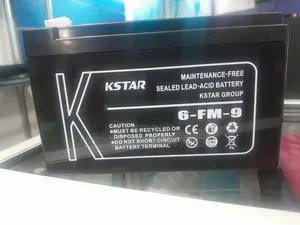 K
KSTAR
MAINTENANCE-FREE
SEALED LEAD-ACID BATTERY
KSTAR GROUP
6-FM-9
•MUST BE RECYCLED OR
DISPOSED PROPERLY
•DO NOT SHORT CIRCUIT
BATTERY TERMINAL